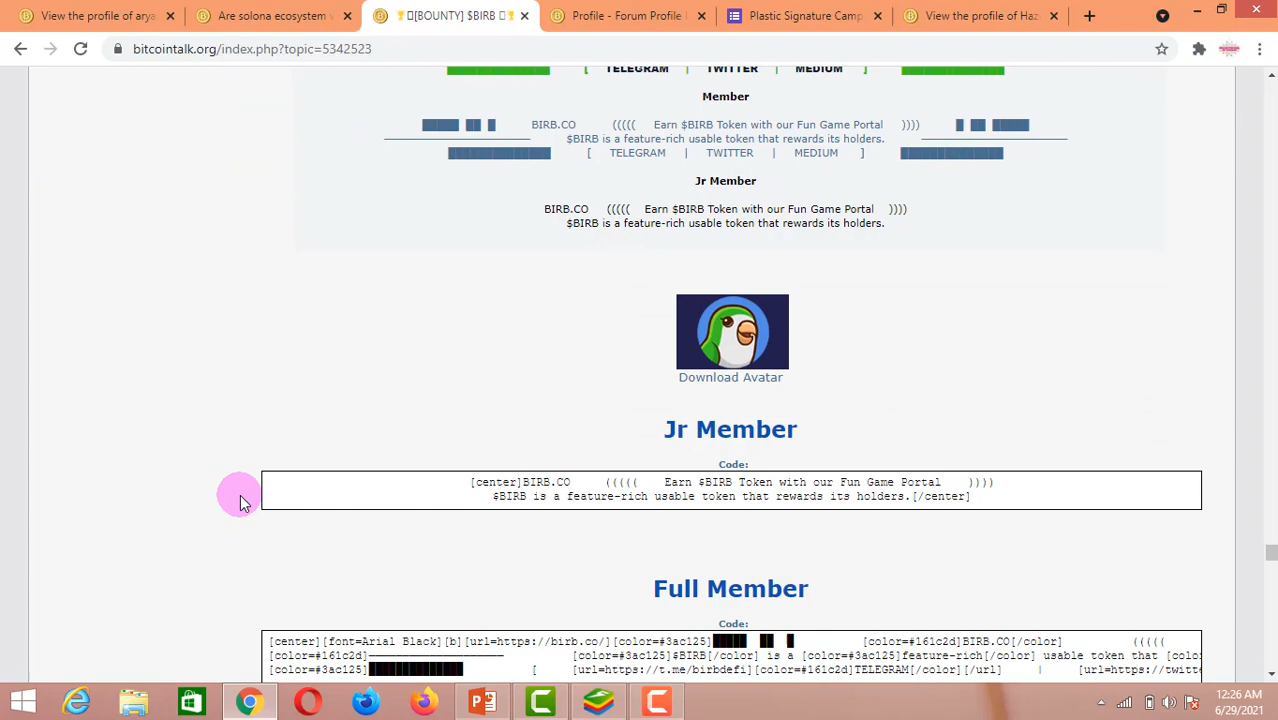 View the profile of arya
Are solona ecosystem
[BOUNTY] $BIRB
Profile - Forum Profile
Plastic Signature Camp
View the profile of Haz
bitcointalk.org/index.php?topic=5342523
[ TELEGRAM | TWITTER | MEDIUM ]
Member
█████ ██ █ BIRB.CO ((((( Earn $BIRB Token with our Fun Game Portal )))) █ ██ █████
$BIRB is a feature-rich usable token that rewards its holders.
[ TELEGRAM | TWITTER | MEDIUM ]
Jr Member
BIRB.CO ((((( Earn $BIRB Token with our Fun Game Portal ))))
$BIRB is a feature-rich usable token that rewards its holders.
Download Avatar
Jr Member
Code:
[center]BIRB.CO ((((( Earn $BIRB Token with our Fun Game Portal ))))
$BIRB is a feature-rich usable token that rewards its holders.[/center]
Full Member
Code:
[center][font=Arial Black][b][url=https://birb.co/][color=#3ac125]█████ ██ █ [color=#161c2d]BIRB.CO[/color] (((((
[color=#161c2d]──────────────── [color=#3ac125]$BIRB[/color] is a [color=#3ac125]feature-rich[/color] usable token that [colo
[color=#3ac125]█████████████ [ [url=https://t.me/birbdefi][color=#161c2d]TELEGRAM[/color][/url] | [url=https://twitt
12:26 AM
6/29/2021